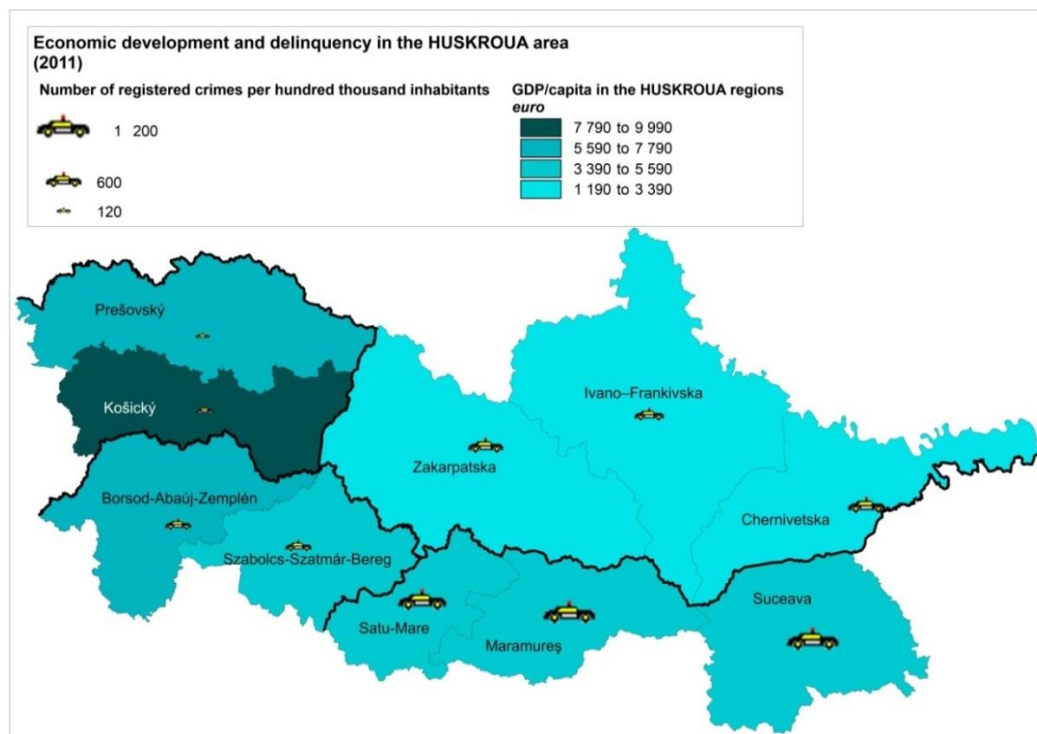 Economic development and delinquency in the HUSKROUA area
(2011)
Number of registered crimes per hundred thousand inhabitants
1 200
600
120
GDP/capita in the HUSKROUA regions
euro
7 790 to 9 990
5 590 to 7 790
3 390 to 5 590
1 190 to 3 390
Prešovský
Košický
Ivano–Frankivska
Zakarpatska
Borsod-Abaúj-Zemplén
Chernivetska
Szabolcs-Szatmár-Bereg
Suceava
Satu-Mare
Maramureş